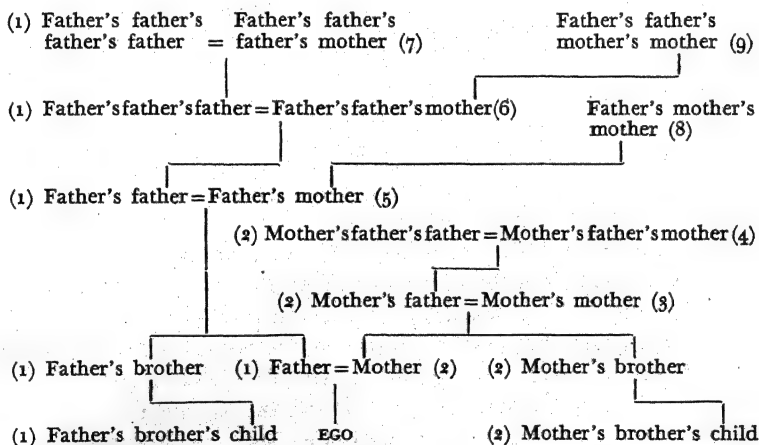 (1) Father's father's Father's father's Father's father's
father's father = father's mother (7) mother's mother (9)
(1) Father's father's father = Father's father's mother (6) Father's mother's
mother (8)
(1) Father's father = Father's mother (5)
(2) Mother's father's father = Mother's father's mother (4)
(2) Mother's father = Mother's mother (3)
(1) Father's brother (1) Father = Mother (2) (2) Mother's brother
(1) Father's brother's child EGO (2) Mother's brother's child